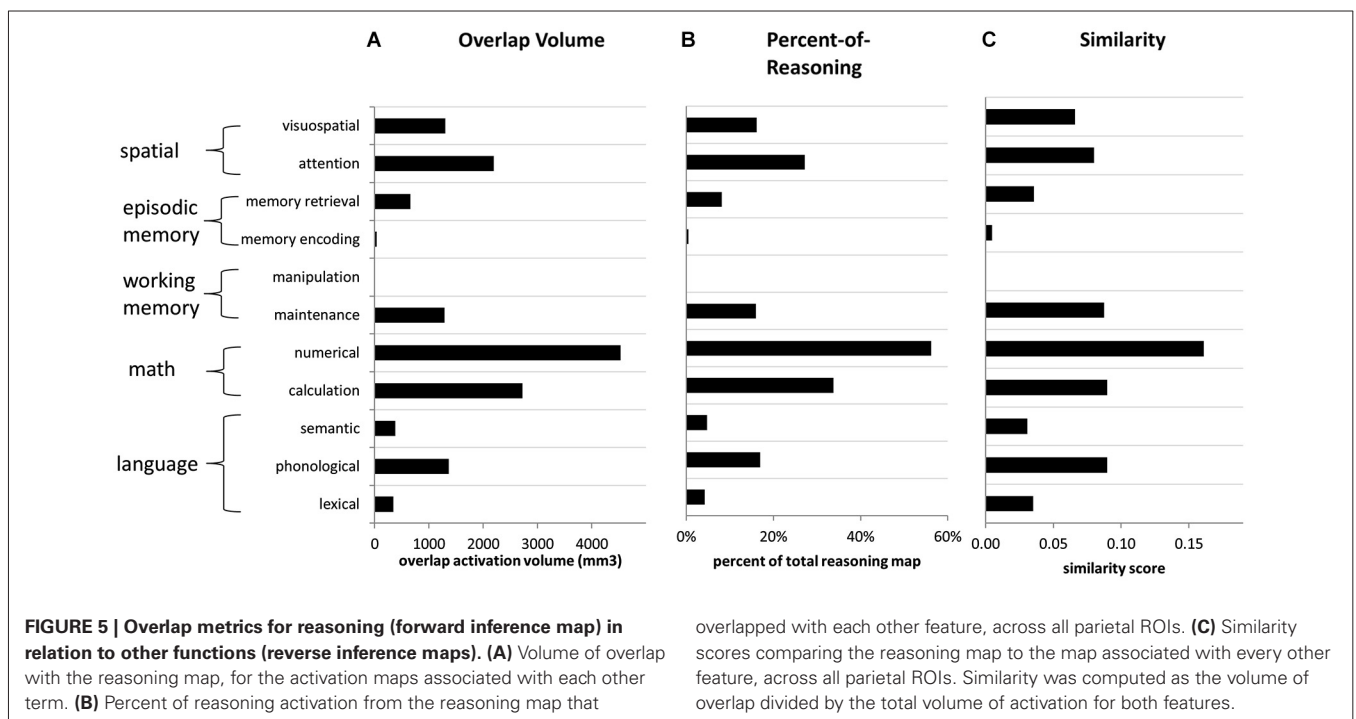 A Overlap Volume
B Percent-of-
Reasoning
C Similarity
spatial
visuospatial
attention
episodic
memory
memory retrieval
memory encoding
working
memory
manipulation
maintenance
math
numerical
calculation
language
semantic
phonological
lexical
0 1000 2000 3000 4000
overlap activation volume (mm3)
0% 20% 40% 60%
percent of total reasoning map
0.00 0.05 0.10 0.15
similarity score
FIGURE 5 | Overlap metrics for reasoning (forward inference map) in
relation to other functions (reverse inference maps). (A) Volume of overlap
with the reasoning map, for the activation maps associated with each other
term. (B) Percent of reasoning activation from the reasoning map that
overlapped with each other feature, across all parietal ROIs. (C) Similarity
scores comparing the reasoning map to the map associated with every other
feature, across all parietal ROIs. Similarity was computed as the volume of
overlap divided by the total volume of activation for both features.